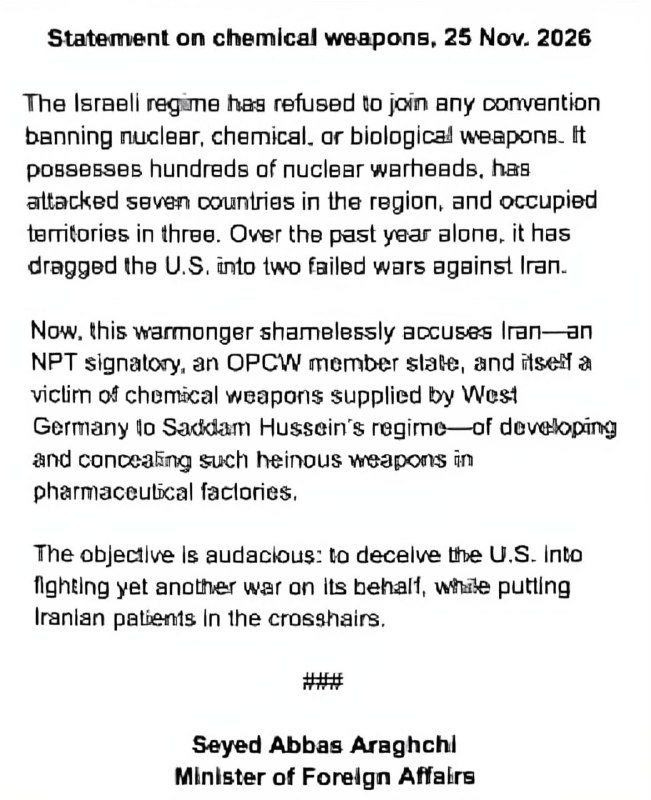 Statement on chemical weapons, 25 Nov. 2026
The Israeli regime has refused to join any convention
banning nuclear, chemical, or biological weapons. It
possesses hundreds of nuclear warheads, has
attacked seven countries in the region, and occupied
territories in three. Over the past year alone, it has
dragged the U.S. into two failed wars against Iran.
Now, this warmonger shamelessly accuses Iran—an
NPT signatory, an OPCW member state, and itself a
victim of chemical weapons supplied by West
Germany to Saddam Hussein's regime—of developing
and concealing such heinous weapons in
pharmaceutical factories.
The objective is audacious: to deceive the U.S. into
fighting yet another war on its behalf, while putting
Iranian patients in the crosshairs.
###
Seyed Abbas Araghchi
Minister of Foreign Affairs